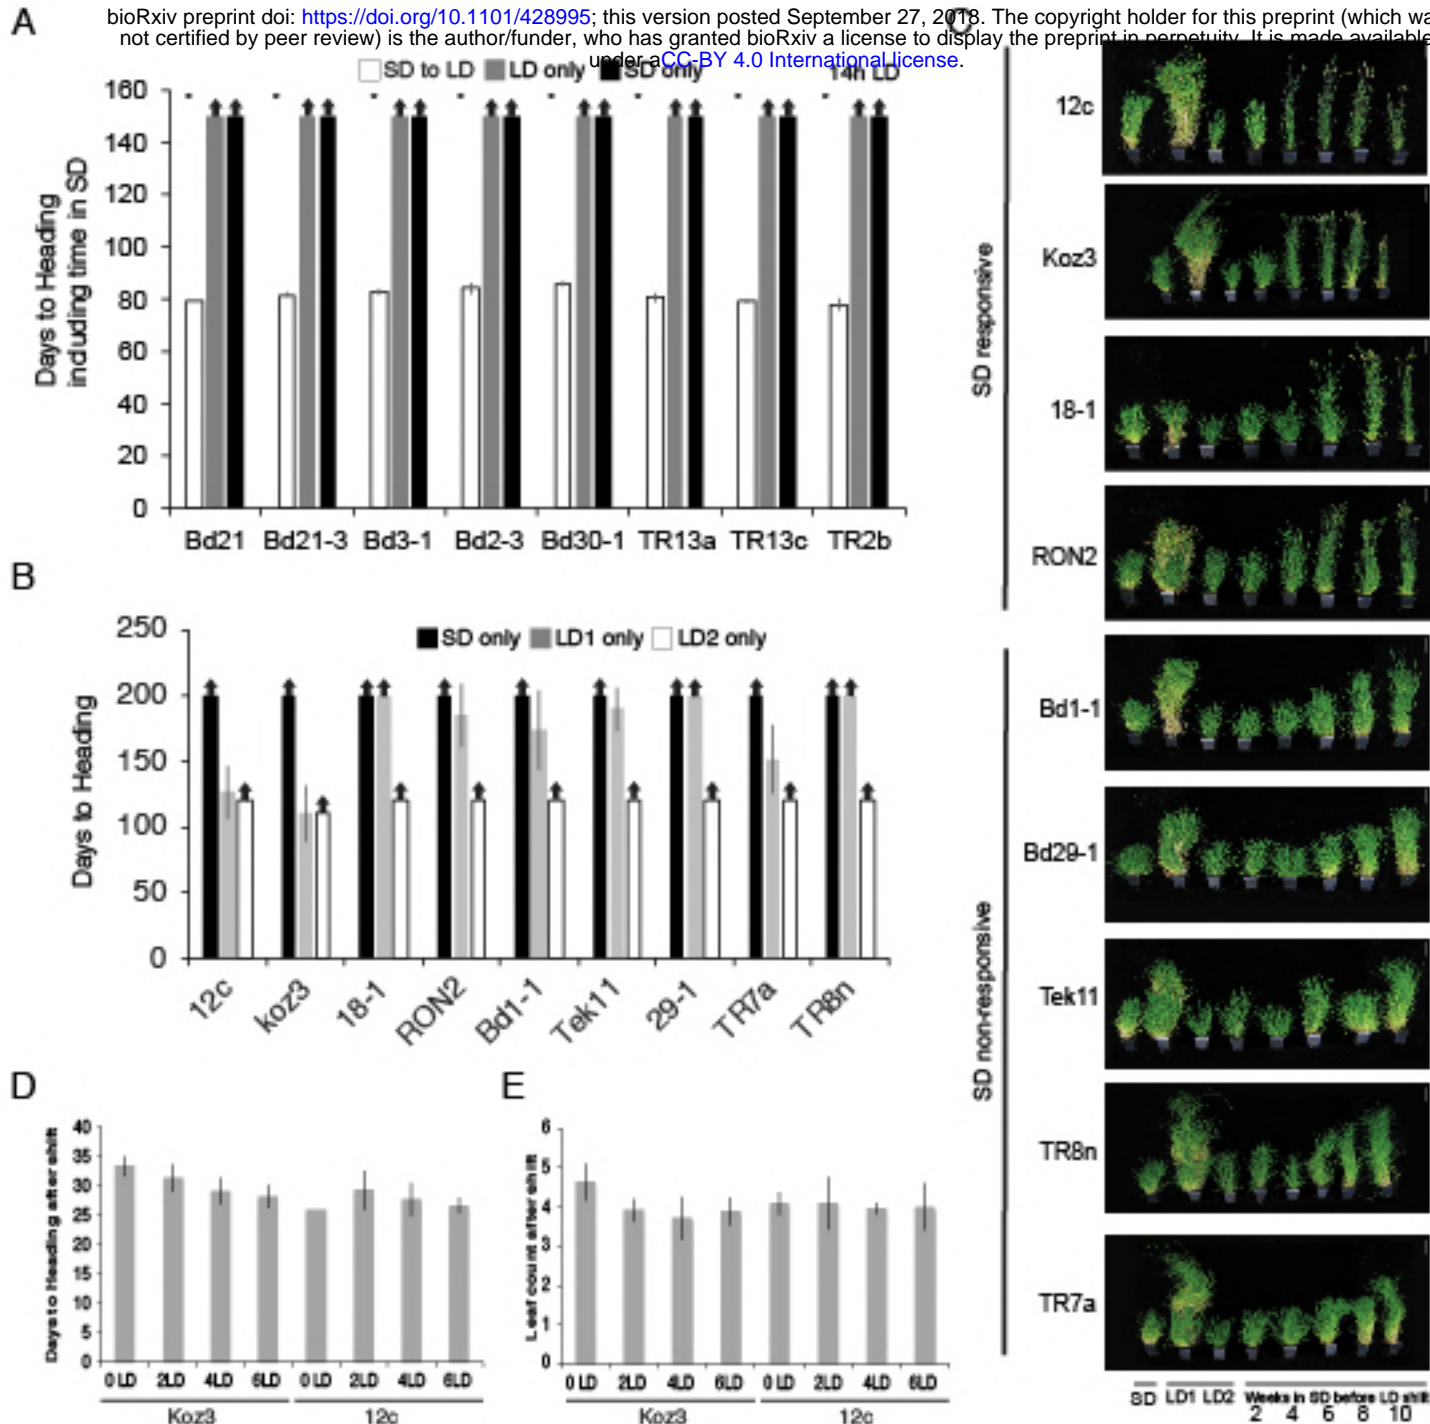 bioRxiv preprint doi: https://doi.org/10.1101/428995; this version posted September 27, 2018. The copyright holder for this preprint (which
not certified by peer review) is the author/funder, who has granted bioRxiv a license to display the preprint in perpetuity. It is made available
under aCC-BY 4.0 International license.
A
SD to LD LD only SD only 14h LD
Days to Heading
including time in SD
160
140
120
100
80
60
40
20
0
Bd21 Bd21-3 Bd3-1 Bd2-3 Bd30-1 TR13a TR13c TR2b
B
SD only LD1 only LD2 only
Days to Heading
250
200
150
100
50
0
12c koz3 18-1 RON2 Bd1-1 Tek11 29-1 TR7a TR8n
C
SD responsive
12c
Koz3
18-1
RON2
SD non-responsive
Bd1-1
Bd29-1
Tek11
TR8n
TR7a
SD LD1 LD2 Weeks in SD before LD shift
2 4 6 8 10
D
Days to Heading after shift
40
35
30
25
20
15
10
5
0
0 LD 2LD 4LD 6LD 0 LD 2LD 4LD 6LD
Koz3 12c
E
Leaf count after shift
6
5
4
3
2
1
0
0 LD 2LD 4LD 6LD 0 LD 2LD 4LD 6LD
Koz3 12c